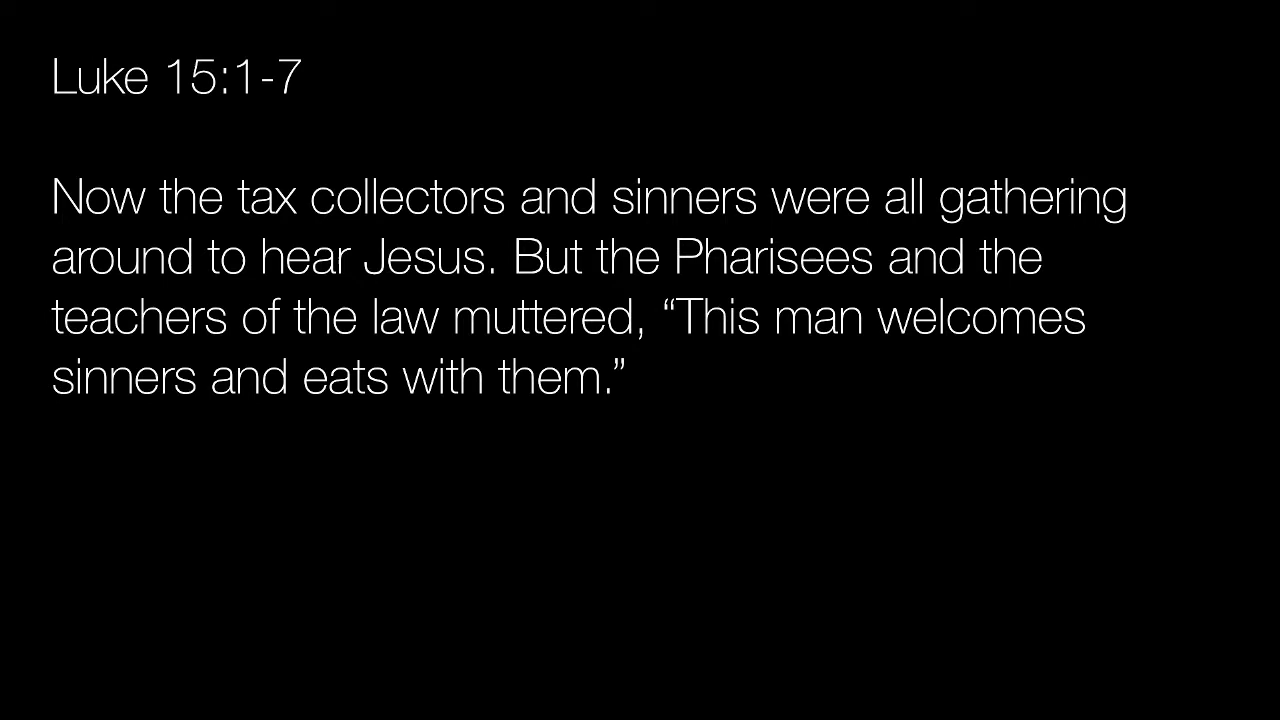 Luke 15:1-7
Now the tax collectors and sinners were all gathering
around to hear Jesus. But the Pharisees and the
teachers of the law muttered, “This man welcomes
sinners and eats with them.”